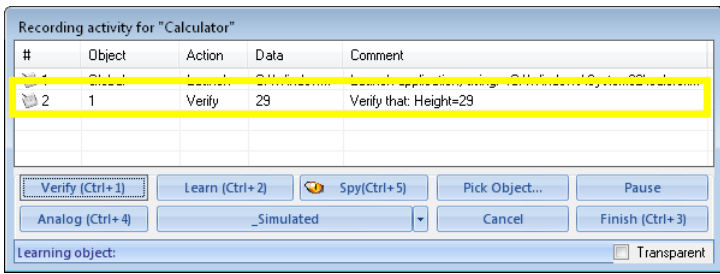 Recording activity for "Calculator"
# Object Action Data Comment
2 1 Verify 29 Verify that: Height=29
Verify (Ctrl+1) Learn (Ctrl+2) Spy(Ctrl+5) Pick Object... Pause
Analog (Ctrl+4) _Simulated Cancel Finish (Ctrl+3)
Learning object: Transparent